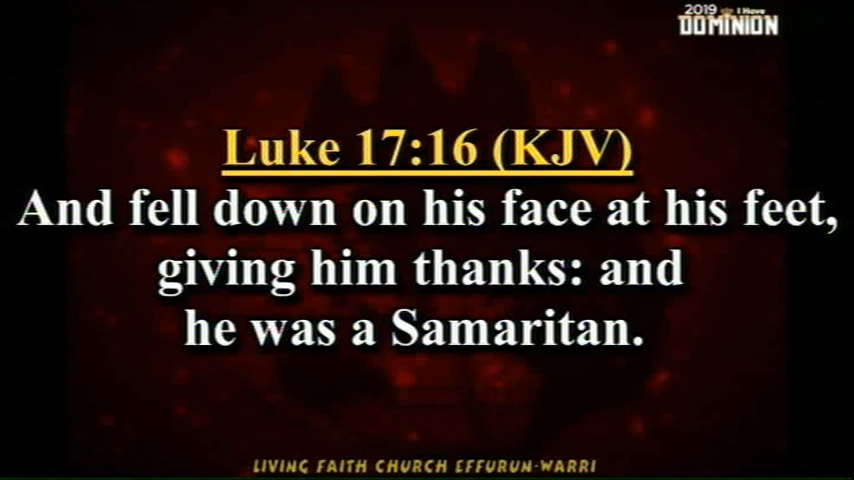 2019 I Have
DOMINION
Luke 17:16 (KJV)
And fell down on his face at his feet,
giving him thanks: and
he was a Samaritan.
LIVING FAITH CHURCH EFFURUN-WARRI